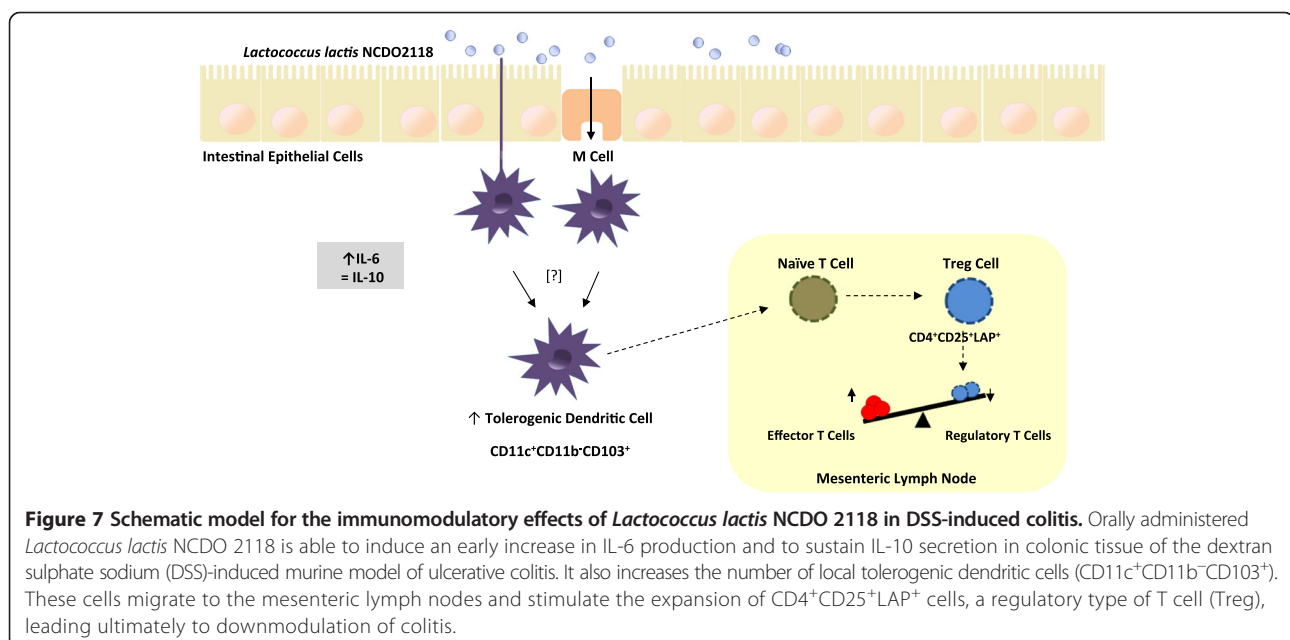 Lactococcus lactis NCDO2118
Intestinal Epithelial Cells
M Cell
↑IL-6
= IL-10
[?]
↑ Tolerogenic Dendritic Cell
CD11c⁺CD11b⁻CD103⁺
Naïve T Cell
Treg Cell
CD4⁺CD25⁺LAP⁺
Effector T Cells
Regulatory T Cells
Mesenteric Lymph Node
Figure 7 Schematic model for the immunomodulatory effects of Lactococcus lactis NCDO 2118 in DSS-induced colitis. Orally administered
Lactococcus lactis NCDO 2118 is able to induce an early increase in IL-6 production and to sustain IL-10 secretion in colonic tissue of the dextran
sulphate sodium (DSS)-induced murine model of ulcerative colitis. It also increases the number of local tolerogenic dendritic cells (CD11c⁺CD11b⁻CD103⁺).
These cells migrate to the mesenteric lymph nodes and stimulate the expansion of CD4⁺CD25⁺LAP⁺ cells, a regulatory type of T cell (Treg),
leading ultimately to downmodulation of colitis.